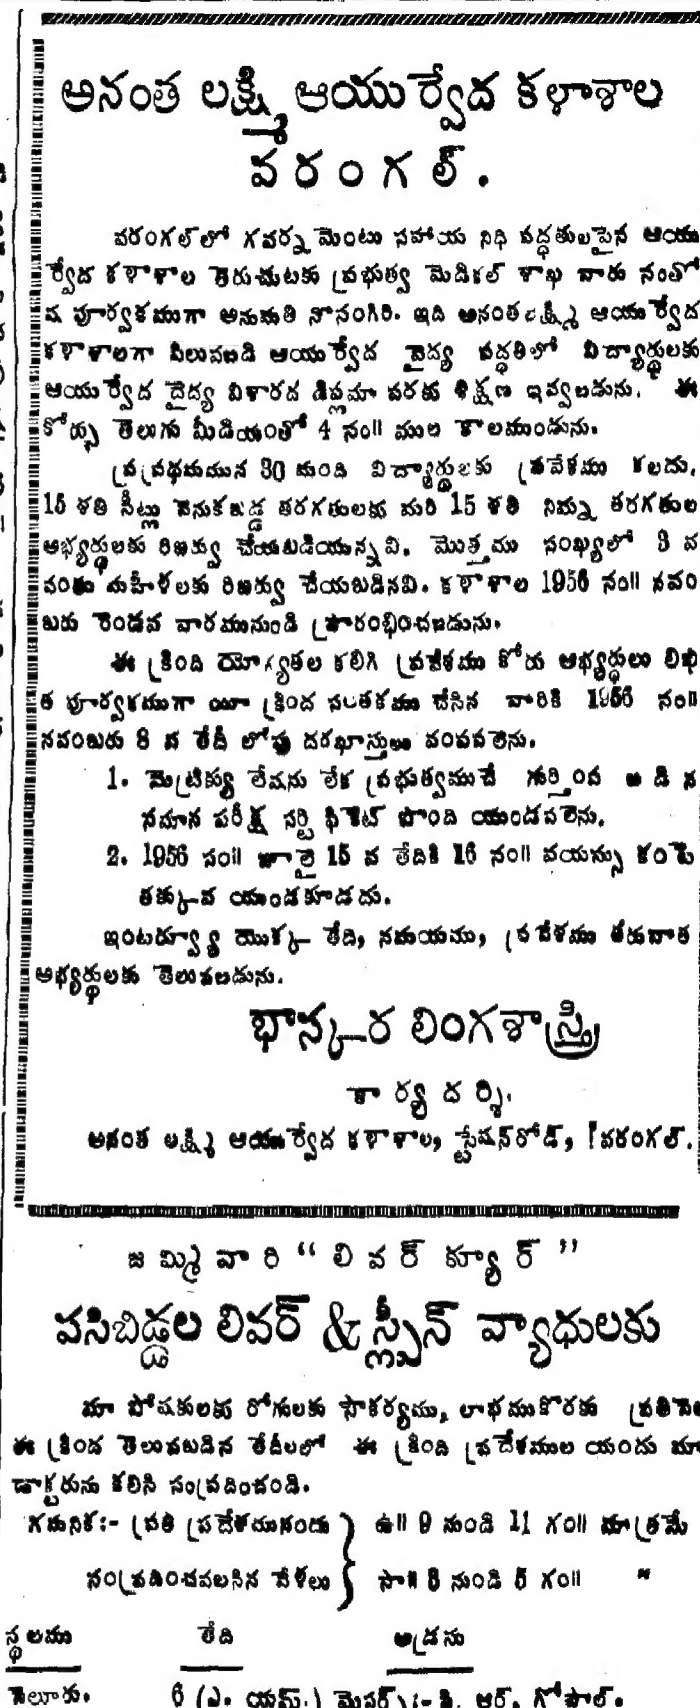 అనంత లక్ష్మి ఆయుర్వేద కళాశాల
వరంగల్.
వరంగల్‌లో గవర్న మెంటు సహాయ నిధి పద్ధతులపైన ఆయు
ర్వేద కళాశాల తెరుచుటకు ప్రభుత్వ మెడికల్ శాఖ వారు సంతో
ష పూర్వకముగా అనుమతి నొసంగిరి. ఇది అనంతలక్ష్మి ఆయుర్వేద
కళాశాలగా పిలువబడి ఆయుర్వేద వైద్య పద్ధతిలో విద్యార్థులకు
ఆయుర్వేద వైద్య విశారద డిప్లమా వరకు శిక్షణ ఇవ్వబడును. ఈ
కోర్సు తెలుగు మీడియంతో 4 సం॥ ముల కాలముండును.
ప్రప్రథమమున 30 మంది విద్యార్థులకు ప్రవేశము కలదు.
15 శతి సీట్లు వెనుకబడ్డ తరగతులకు మరి 15 శతి నిమ్న తరగతుల
అభ్యర్థులకు రిజర్వు చేయబడియున్నవి. మొత్తము సంఖ్యలో 3 వ
వంతు మహిళలకు రిజర్వు చేయబడినవి. కళాశాల 1956 సం॥ నవం
బరు రెండవ వారమునుండి ప్రారంభించబడును.
ఈ క్రింది యోగ్యతల కలిగి ప్రవేశము కోరు అభ్యర్థులు లిఖి
త పూర్వకముగా యీ క్రింద సంతకము చేసిన వారికి 1956 సం॥
నవంబరు 8 వ తేదీ లోపు దరఖాస్తులు పంపవలెను.
1. మెట్రిక్యు లేషను లేక ప్రభుత్వముచే గుర్తింప బ డి న
సమాన పరీక్ష సర్టి ఫికెట్ పొంది యుండవలెను.
2. 1956 సం॥ జూలై 15 వ తేదికి 16 సం॥ వయస్సు కంటె
తక్కువ యుండకూడదు.
ఇంటర్వ్యూ యొక్క తేది, సమయము, ప్రవేశము తరువాత
అభ్యర్థులకు తెలుపబడును.
భాస్కర లింగశాస్త్రి
కార్యదర్శి.
అనంత లక్ష్మి ఆయుర్వేద కళాశాల, స్టేషన్‌రోడ్, వరంగల్.
జమ్మి వారి “లివర్ క్యూర్”
పసిబిడ్డల లివర్ & స్ప్లీన్ వ్యాధులకు
మా పోషకులకు రోగులకు సౌకర్యము, లాభముకొరకు ప్రతినెల
ఈ క్రింద తెలుపబడిన తేదీలలో ఈ క్రింది ప్రదేశముల యందు మా
డాక్టరును కలిసి సంప్రదించండి.
గమనిక:- ప్రతి ప్రదేశమునందు } ఉ॥ 9 నుండి 11 గం॥ మాత్రమే
సంప్రదించవలసిన వేళలు } సా॥ నుండి గం॥ "
స్థలము తేది అడ్రసు
నెలూరు. 6 (ఎ. యమ్.) మెసర్స్:- ఆర్. గోపాల్.